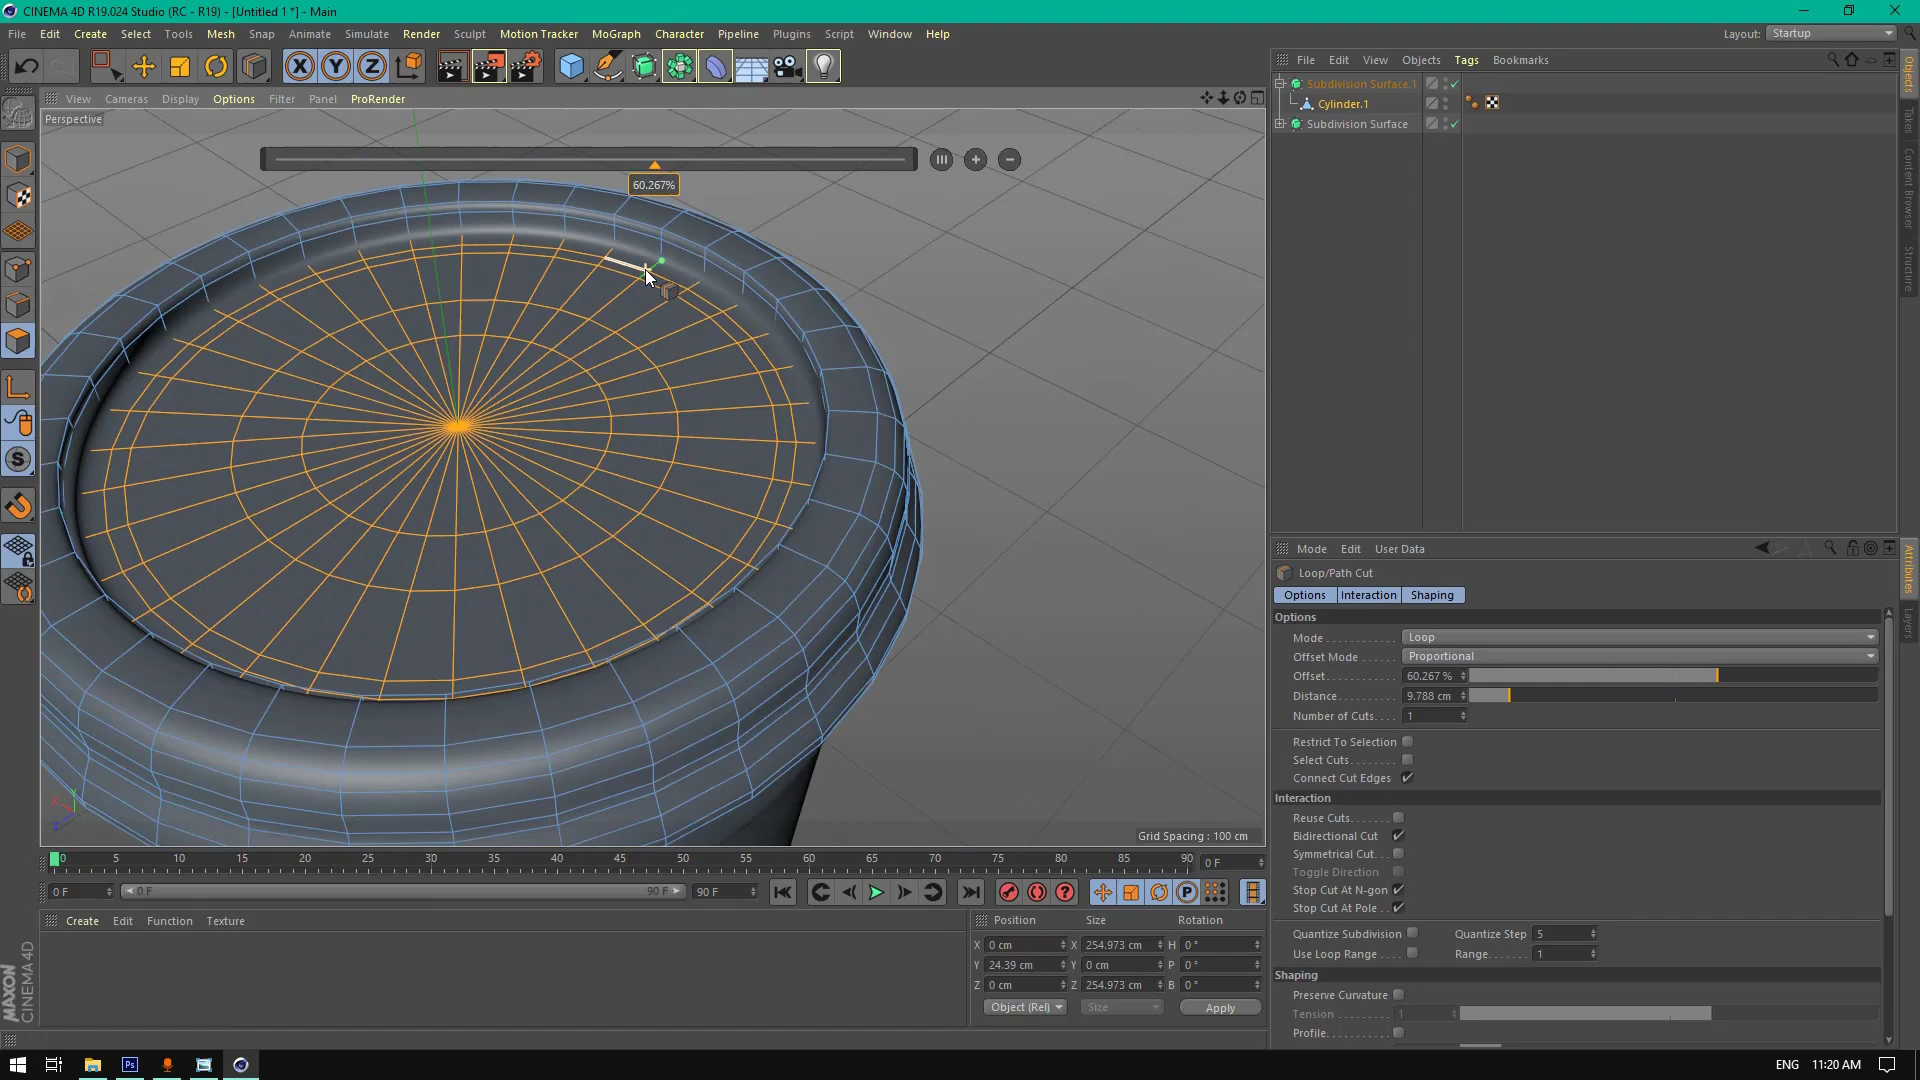 CINEMA 4D R19.024 Studio (RC - R19) - [Untitled 1 *] - Main
File Edit Create Select Tools Mesh Snap Animate Simulate Render Sculpt Motion Tracker MoGraph Character Pipeline Plugins Script Window Help
Layout: Startup
File Edit View Objects Tags Bookmarks
Subdivision Surface.1
Cylinder.1
Subdivision Surface
View Cameras Display Options Filter Panel ProRender
Perspective
60.267%
Grid Spacing : 100 cm
Objects
Takes
Content Browser
Structure
Mode Edit User Data
Loop/Path Cut
Options Interaction Shaping
Options
Mode Loop
Offset Mode Proportional
Offset 60.267 %
Distance 9.788 cm
Number of Cuts 1
Restrict To Selection
Select Cuts
Connect Cut Edges
Interaction
Reuse Cuts
Bidirectional Cut
Symmetrical Cut
Toggle Direction
Stop Cut At N-gon
Stop Cut At Pole
Quantize Subdivision Quantize Step 5
Use Loop Range Range 1
Shaping
Preserve Curvature
Tension 1
Profile
Attributes
Layers
0 5 10 15 20 25 30 35 40 45 50 55 60 65 70 75 80 85 90 0 F
0 F 0 F 90 F 90 F
Create Edit Function Texture
Position Size Rotation
X 0 cm X 254.973 cm H 0 °
Y 24.39 cm Y 0 cm P 0 °
Z 0 cm Z 254.973 cm B 0 °
Object (Rel) Size Apply
MAXON
CINEMA 4D
ENG 11:20 AM